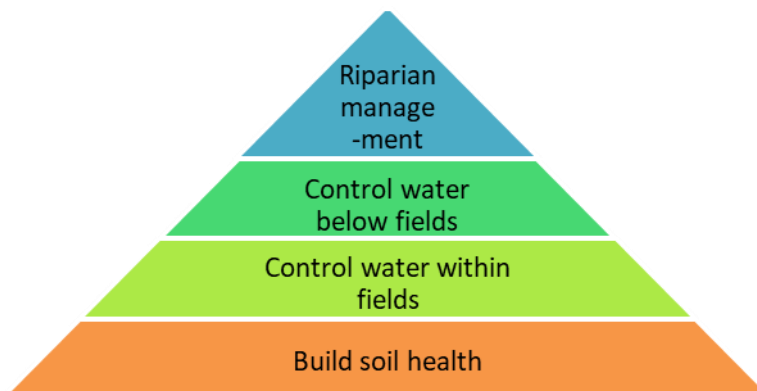 Riparian
manage
-ment
Control water
below fields
Control water within
fields
Build soil health